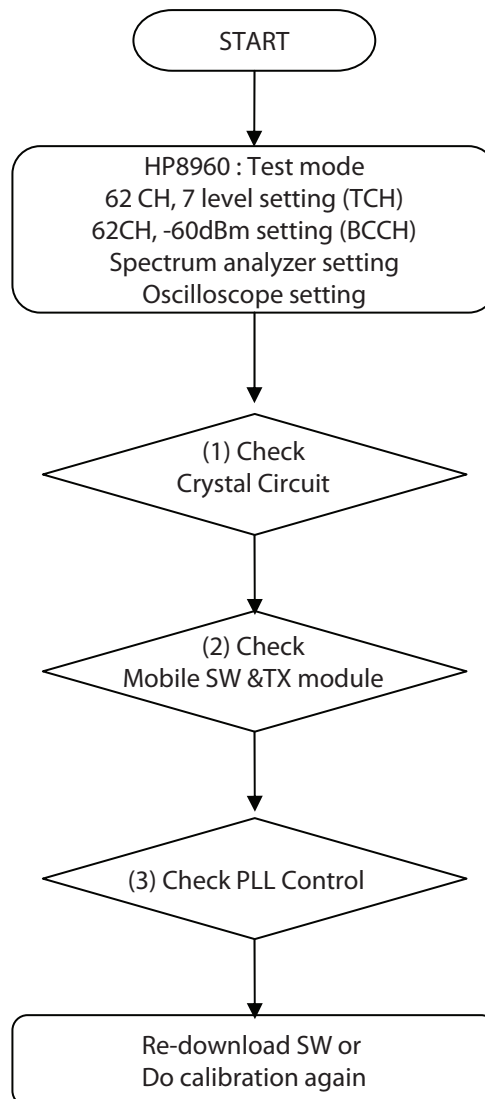 START
HP8960 : Test mode
62 CH, 7 level setting (TCH)
62CH, -60dBm setting (BCCH)
Spectrum analyzer setting
Oscilloscope setting
(1) Check
Crystal Circuit
(2) Check
Mobile SW &TX module
(3) Check PLL Control
Re-download SW or
Do calibration again